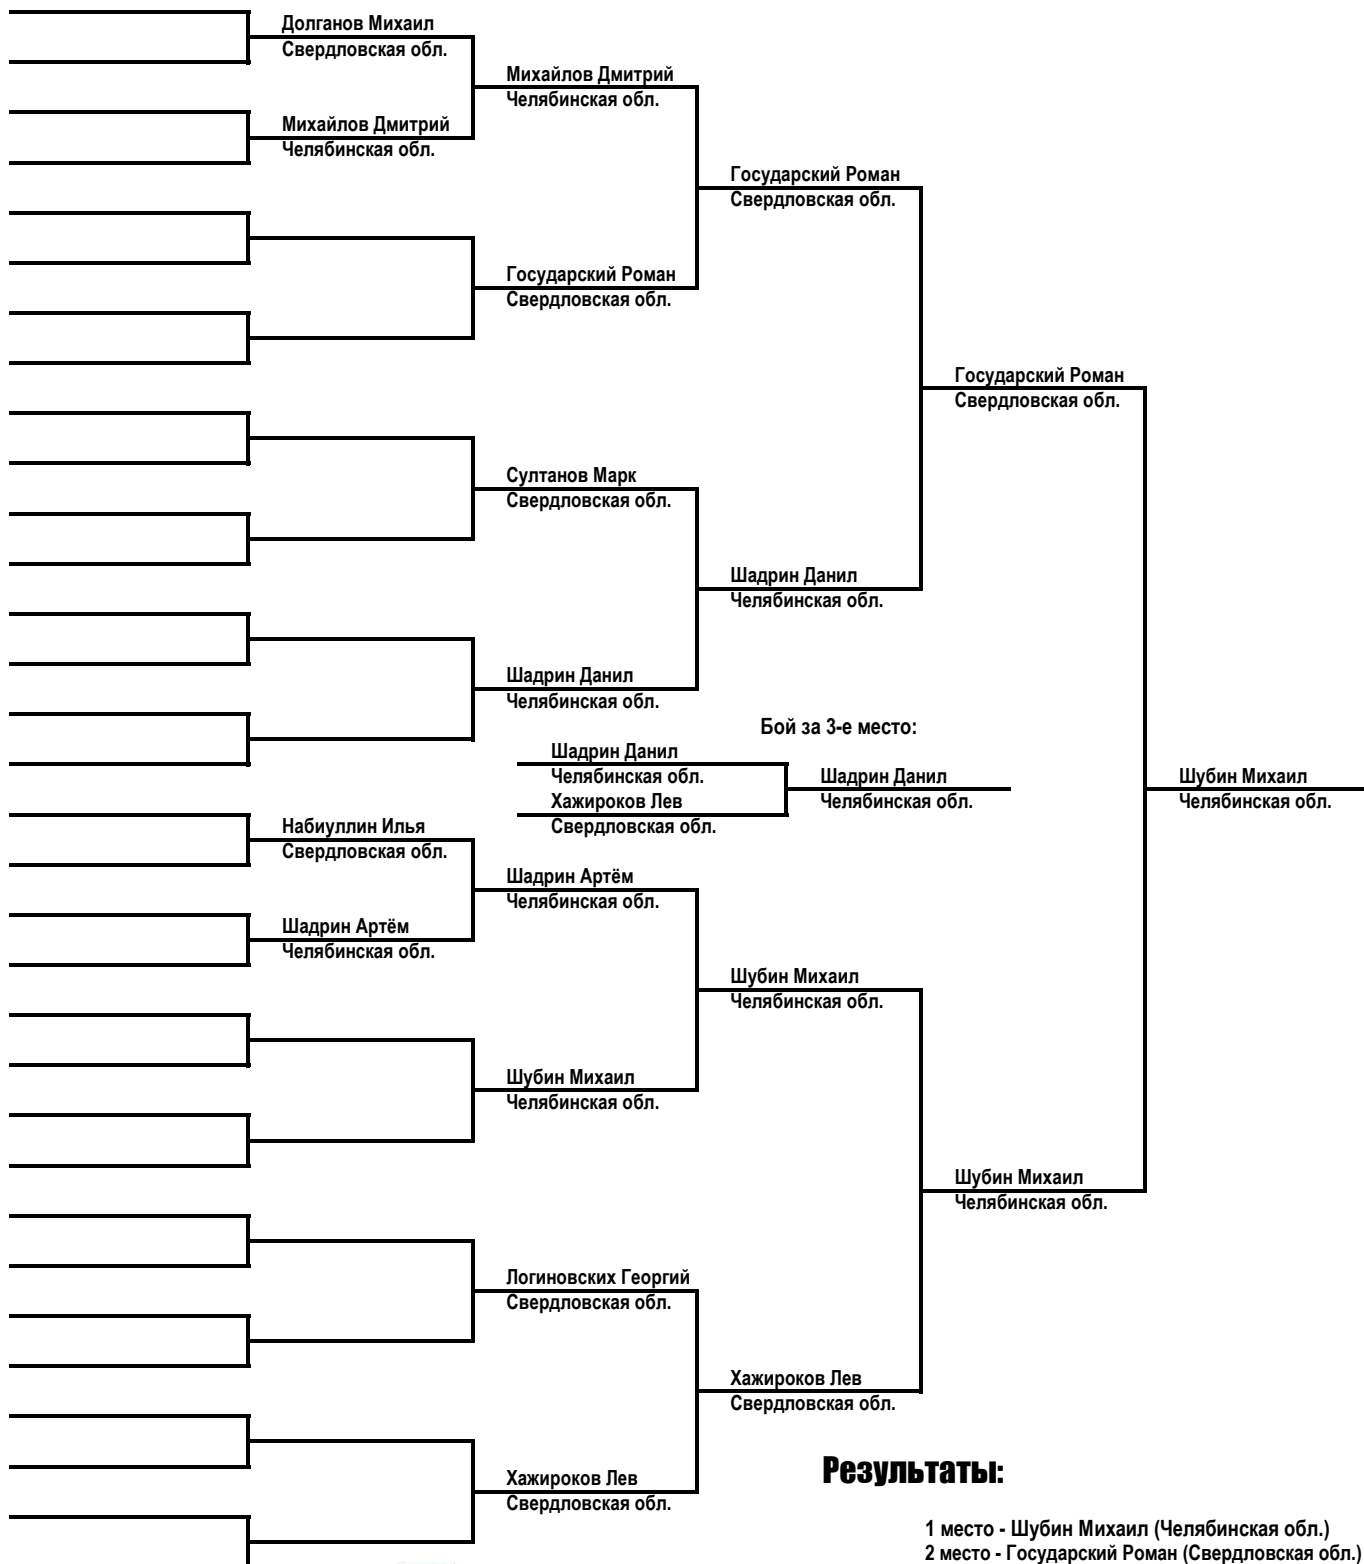 Долганов Михаил
Свердловская обл.
Михайлов Дмитрий
Челябинская обл.
Михайлов Дмитрий
Челябинская обл.
Государский Роман
Свердловская обл.
Государский Роман
Свердловская обл.
Государский Роман
Свердловская обл.
Султанов Марк
Свердловская обл.
Шадрин Данил
Челябинская обл.
Шадрин Данил
Челябинская обл.
Бой за 3-е место:
Шадрин Данил
Челябинская обл.
Хажироков Лев
Свердловская обл.
Шадрин Данил
Челябинская обл.
Шубин Михаил
Челябинская обл.
Набиуллин Илья
Свердловская обл.
Шадрин Артём
Челябинская обл.
Шадрин Артём
Челябинская обл.
Шубин Михаил
Челябинская обл.
Шубин Михаил
Челябинская обл.
Шубин Михаил
Челябинская обл.
Логиновских Георгий
Свердловская обл.
Хажироков Лев
Свердловская обл.
Хажироков Лев
Свердловская обл.
Результаты:
1 место - Шубин Михаил (Челябинская обл.)
2 место - Государский Роман (Свердловская обл.)